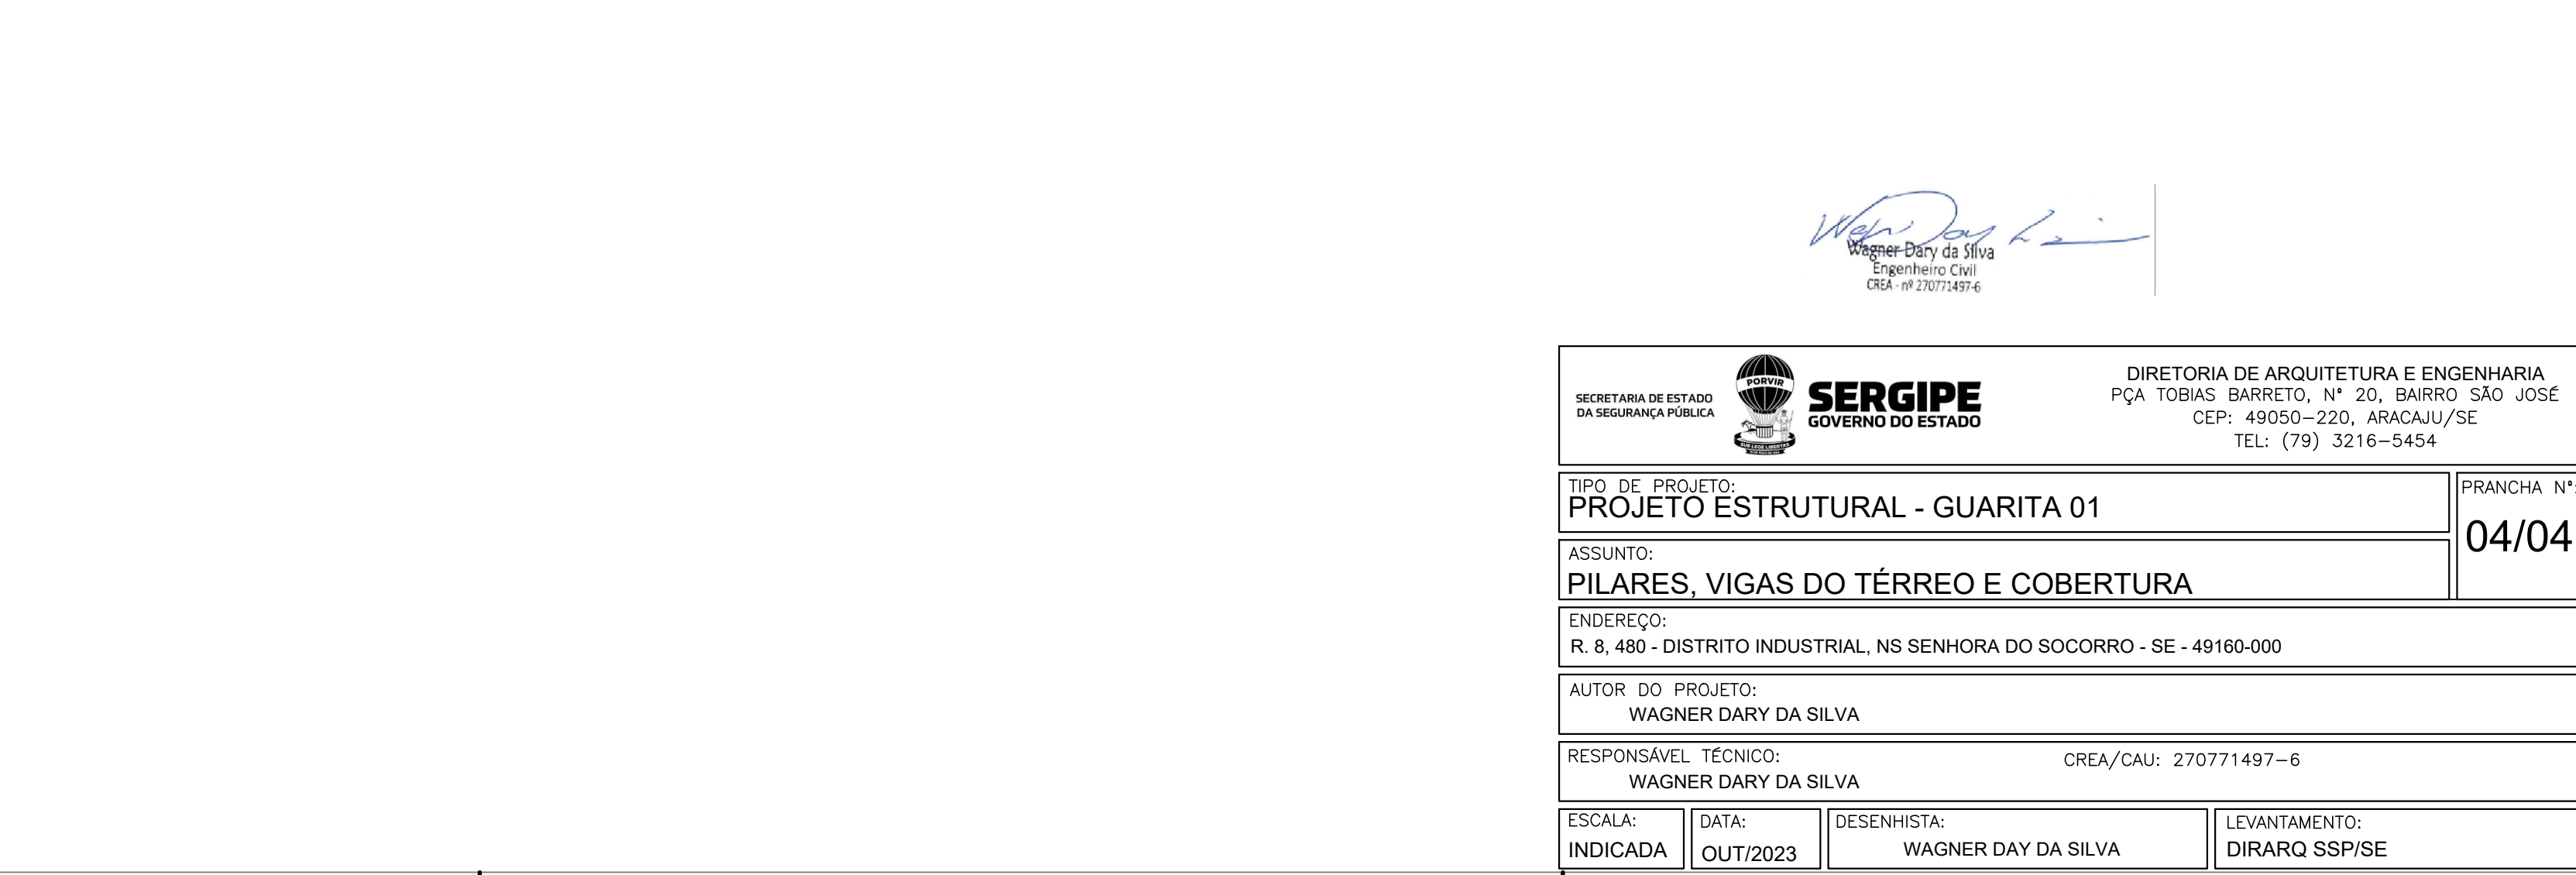 Wagner Dary da Silva
Engenheiro Civil
CREA - nº 270771497-6
SECRETARIA DE ESTADO
DA SEGURANÇA PÚBLICA
PORVIR
SUB LEGE LIBERTAS
SERGIPE
GOVERNO DO ESTADO
DIRETORIA DE ARQUITETURA E ENGENHARIA
PÇA TOBIAS BARRETO, N° 20, BAIRRO SÃO JOSÉ
CEP: 49050-220, ARACAJU/SE
TEL: (79) 3216-5454
TIPO DE PROJETO:
PROJETO ESTRUTURAL - GUARITA 01
PRANCHA N°:
04/04
ASSUNTO:
PILARES, VIGAS DO TÉRREO E COBERTURA
ENDEREÇO:
R. 8, 480 - DISTRITO INDUSTRIAL, NS SENHORA DO SOCORRO - SE - 49160-000
AUTOR DO PROJETO:
WAGNER DARY DA SILVA
RESPONSÁVEL TÉCNICO:
WAGNER DARY DA SILVA
CREA/CAU: 270771497-6
ESCALA:
INDICADA
DATA:
OUT/2023
DESENHISTA:
WAGNER DAY DA SILVA
LEVANTAMENTO:
DIRARQ SSP/SE